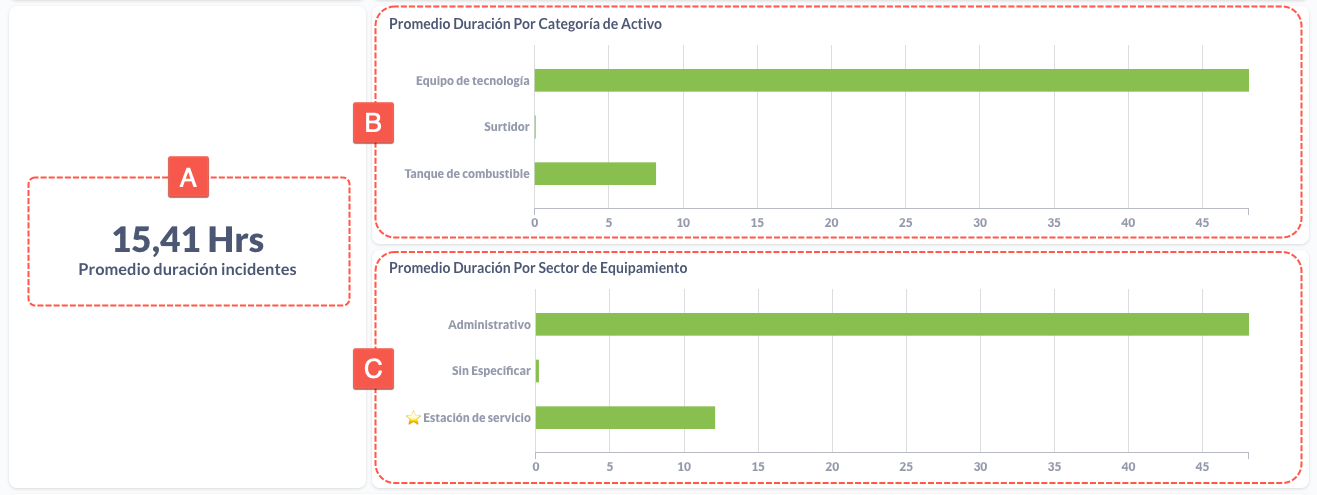 A
15,41 Hrs
Promedio duración incidentes
B
Promedio Duración Por Categoría de Activo
Equipo de tecnología
Surtidor
Tanque de combustible
0 5 10 15 20 25 30 35 40 45
C
Promedio Duración Por Sector de Equipamiento
Administrativo
Sin Especificar
⭐ Estación de servicio
0 5 10 15 20 25 30 35 40 45